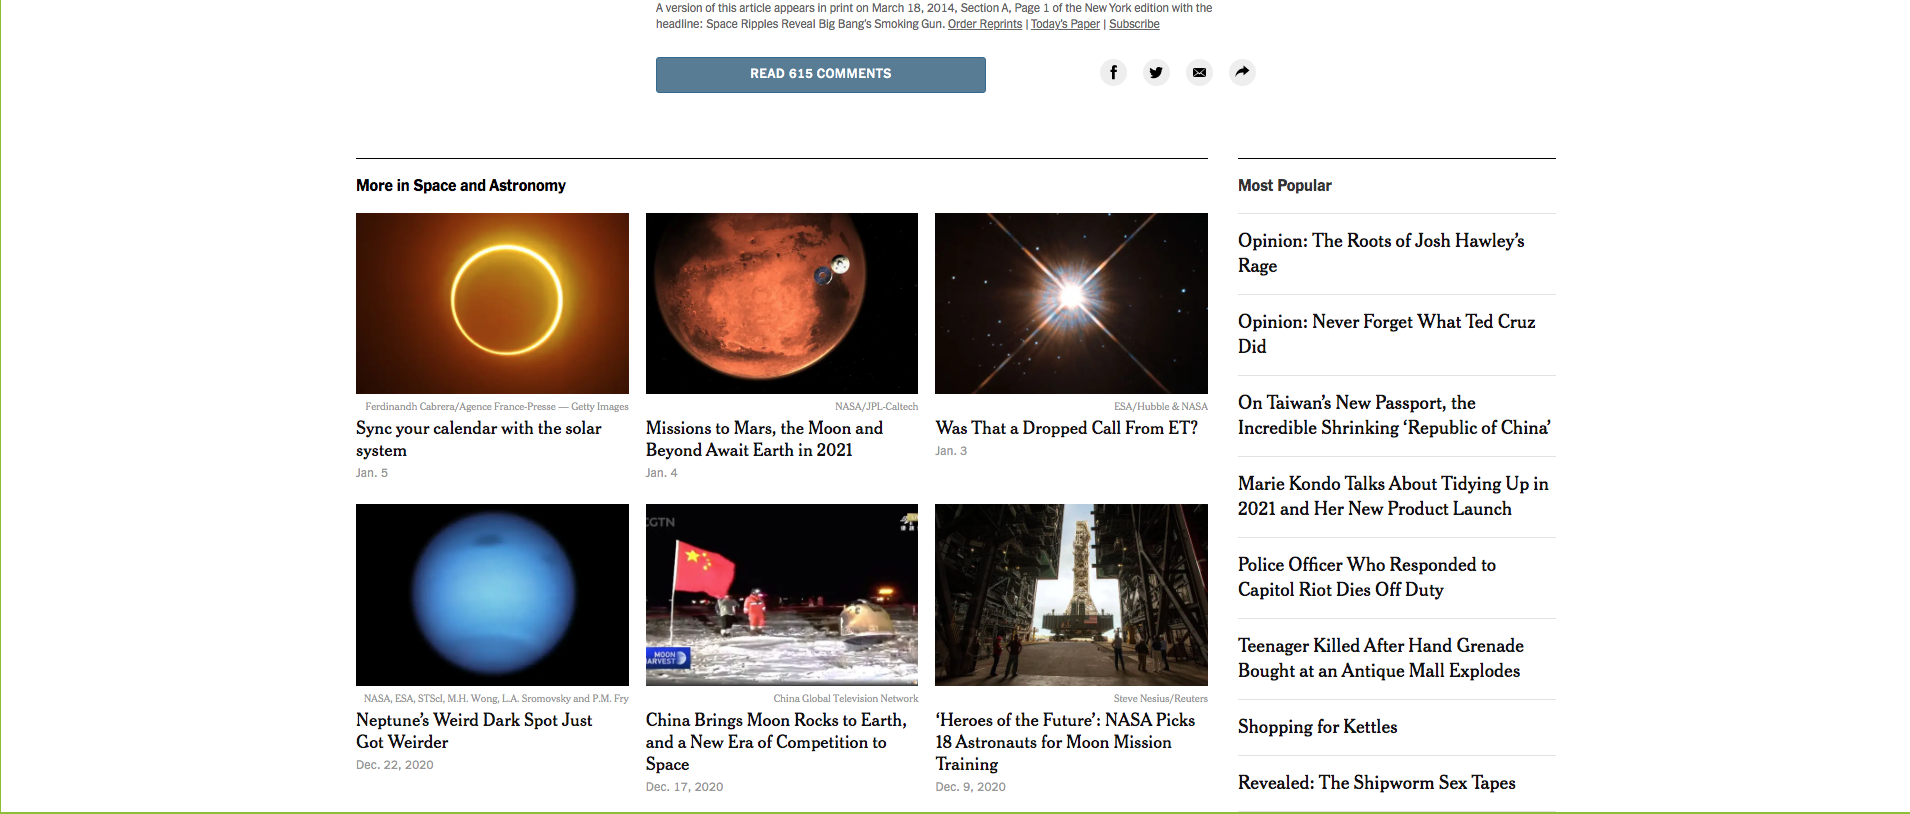 A version of this article appears in print on March 18, 2014, Section A, Page 1 of the New York edition with the
headline: Space Ripples Reveal Big Bang's Smoking Gun. Order Reprints | Today's Paper | Subscribe
READ 615 COMMENTS
More in Space and Astronomy
Ferdinandh Cabrera/Agence France-Presse — Getty Images
Sync your calendar with the solar
system
Jan. 5
NASA/JPL-Caltech
Missions to Mars, the Moon and
Beyond Await Earth in 2021
Jan. 4
ESA/Hubble & NASA
Was That a Dropped Call From ET?
Jan. 3
NASA, ESA, STScI, M.H. Wong, L.A. Sromovsky and P.M. Fry
Neptune's Weird Dark Spot Just
Got Weirder
Dec. 22, 2020
CGTN
MOON
HARVEST
China Global Television Network
China Brings Moon Rocks to Earth,
and a New Era of Competition to
Space
Dec. 17, 2020
Steve Nesius/Reuters
‘Heroes of the Future’: NASA Picks
18 Astronauts for Moon Mission
Training
Dec. 9, 2020
Most Popular
Opinion: The Roots of Josh Hawley’s
Rage
Opinion: Never Forget What Ted Cruz
Did
On Taiwan’s New Passport, the
Incredible Shrinking ‘Republic of China’
Marie Kondo Talks About Tidying Up in
2021 and Her New Product Launch
Police Officer Who Responded to
Capitol Riot Dies Off Duty
Teenager Killed After Hand Grenade
Bought at an Antique Mall Explodes
Shopping for Kettles
Revealed: The Shipworm Sex Tapes